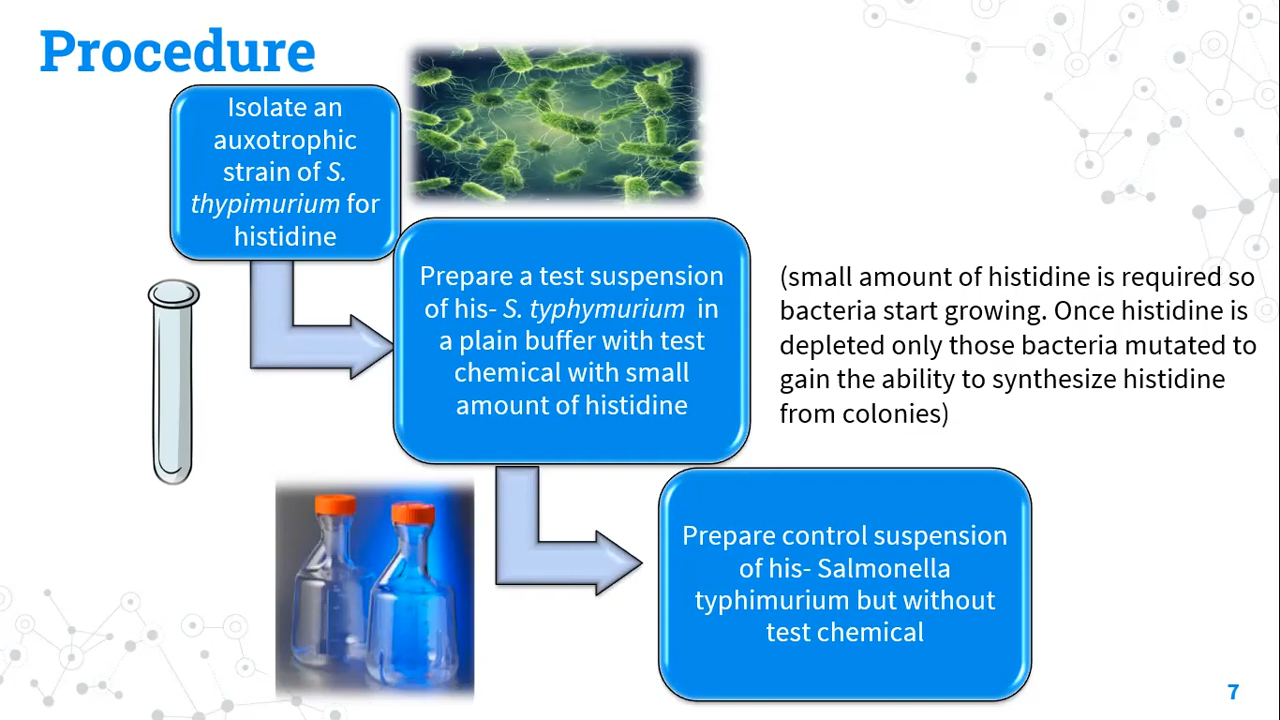 Procedure
Isolate an
auxotrophic
strain of S.
thypimurium for
histidine
Prepare a test suspension
of his- S. typhymurium in
a plain buffer with test
chemical with small
amount of histidine
(small amount of histidine is required so
bacteria start growing. Once histidine is
depleted only those bacteria mutated to
gain the ability to synthesize histidine
from colonies)
Prepare control suspension
of his- Salmonella
typhimurium but without
test chemical
7